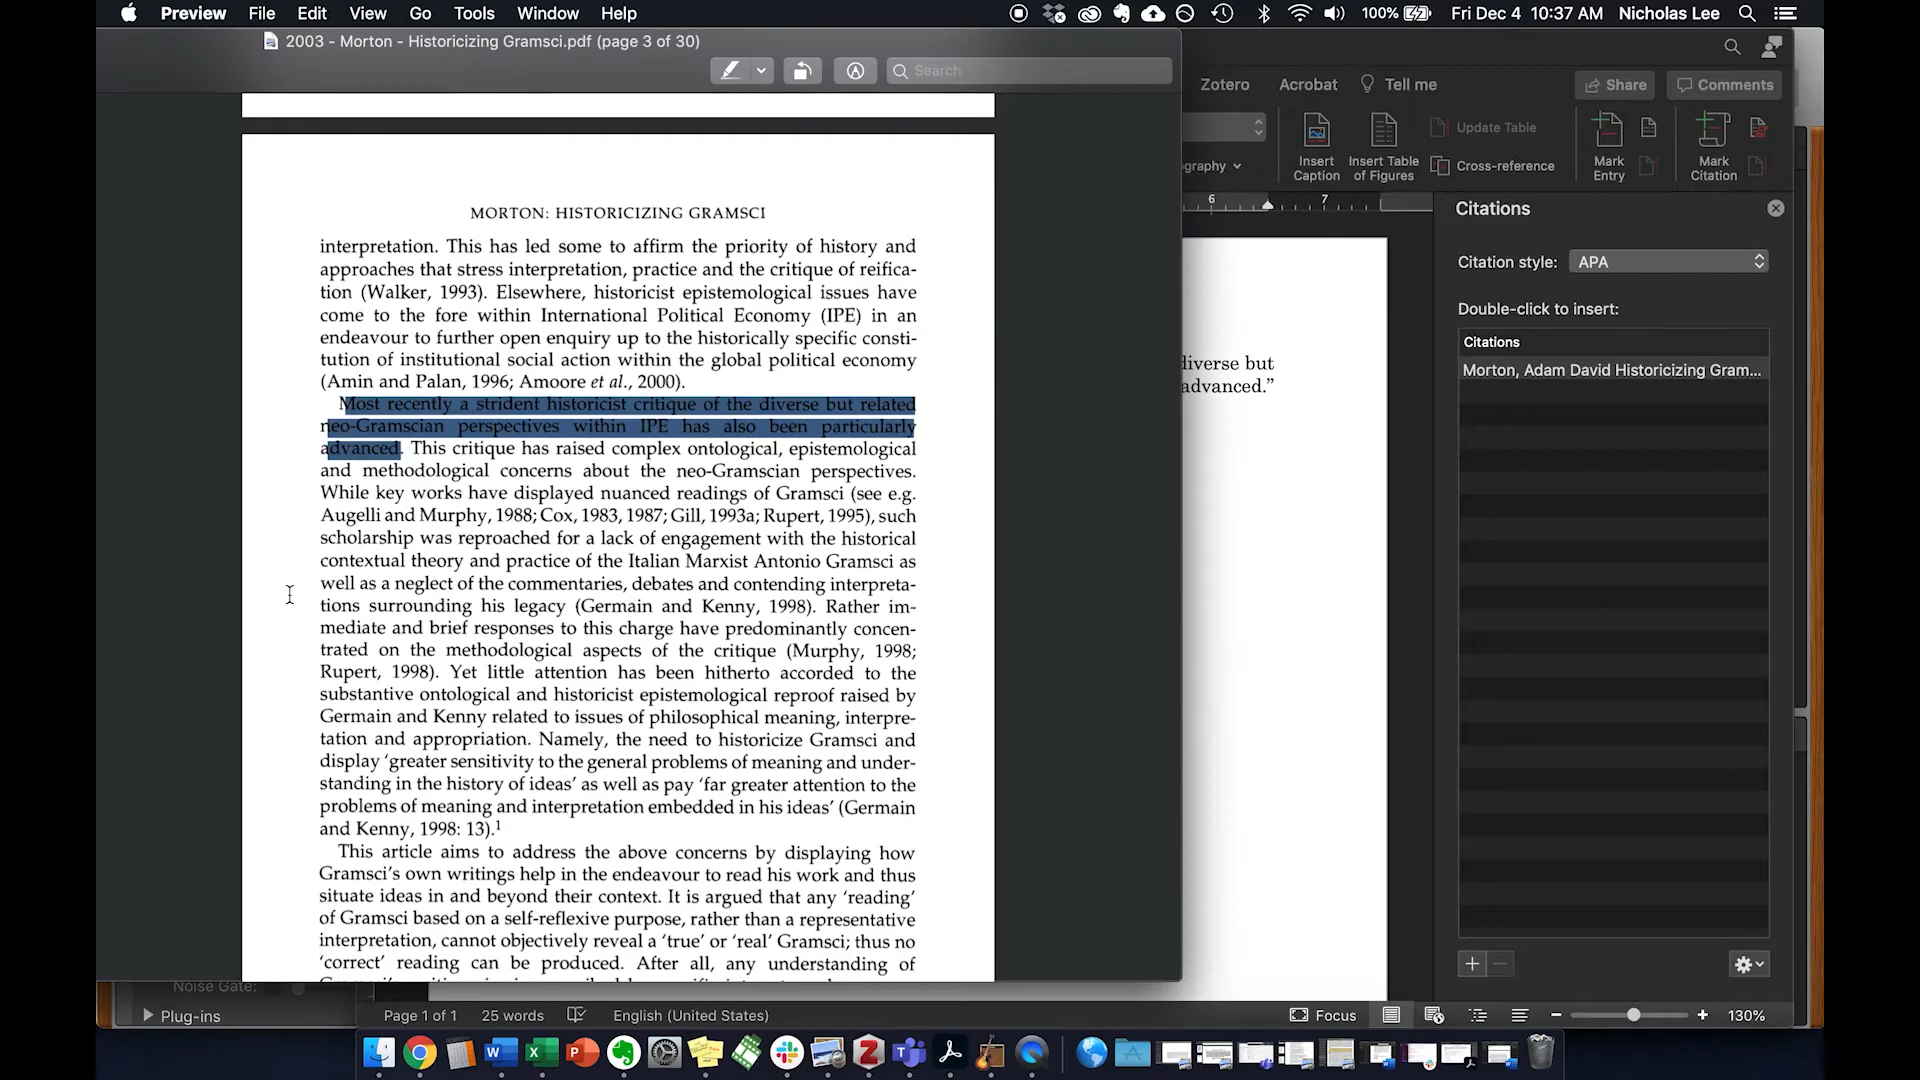 Preview File Edit View Go Tools Window Help 100% Fri Dec 4 10:37 AM Nicholas Lee
2003 - Morton - Historicizing Gramsci.pdf (page 3 of 30)
Search
Zotero Acrobat Tell me Share Comments
Update Table
Cross-reference
ography
Insert Caption
Insert Table of Figures
Mark Entry
Mark Citation
6 7
MORTON: HISTORICIZING GRAMSCI
interpretation. This has led some to affirm the priority of history and
approaches that stress interpretation, practice and the critique of reifica-
tion (Walker, 1993). Elsewhere, historicist epistemological issues have
come to the fore within International Political Economy (IPE) in an
endeavour to further open enquiry up to the historically specific consti-
tution of institutional social action within the global political economy
(Amin and Palan, 1996; Amoore et al., 2000).
Most recently a strident historicist critique of the diverse but related
neo-Gramscian perspectives within IPE has also been particularly
advanced. This critique has raised complex ontological, epistemological
and methodological concerns about the neo-Gramscian perspectives.
While key works have displayed nuanced readings of Gramsci (see e.g.
Augelli and Murphy, 1988; Cox, 1983, 1987; Gill, 1993a; Rupert, 1995), such
scholarship was reproached for a lack of engagement with the historical
contextual theory and practice of the Italian Marxist Antonio Gramsci as
well as a neglect of the commentaries, debates and contending interpreta-
tions surrounding his legacy (Germain and Kenny, 1998). Rather im-
mediate and brief responses to this charge have predominantly concen-
trated on the methodological aspects of the critique (Murphy, 1998;
Rupert, 1998). Yet little attention has been hitherto accorded to the
substantive ontological and historicist epistemological reproof raised by
Germain and Kenny related to issues of philosophical meaning, interpre-
tation and appropriation. Namely, the need to historicize Gramsci and
display ‘greater sensitivity to the general problems of meaning and under-
standing in the history of ideas’ as well as pay ‘far greater attention to the
problems of meaning and interpretation embedded in his ideas’ (Germain
and Kenny, 1998: 13).¹
This article aims to address the above concerns by displaying how
Gramsci’s own writings help in the endeavour to read his work and thus
situate ideas in and beyond their context. It is argued that any ‘reading’
of Gramsci based on a self-reflexive purpose, rather than a representative
interpretation, cannot objectively reveal a ‘true’ or ‘real’ Gramsci; thus no
‘correct’ reading can be produced. After all, any understanding of
diverse but
advanced.”
Citations
Citation style: APA
Double-click to insert:
Citations
Morton, Adam David Historicizing Gram...
Noise Gate:
Plug-ins
Page 1 of 1 25 words English (United States) Focus 130%